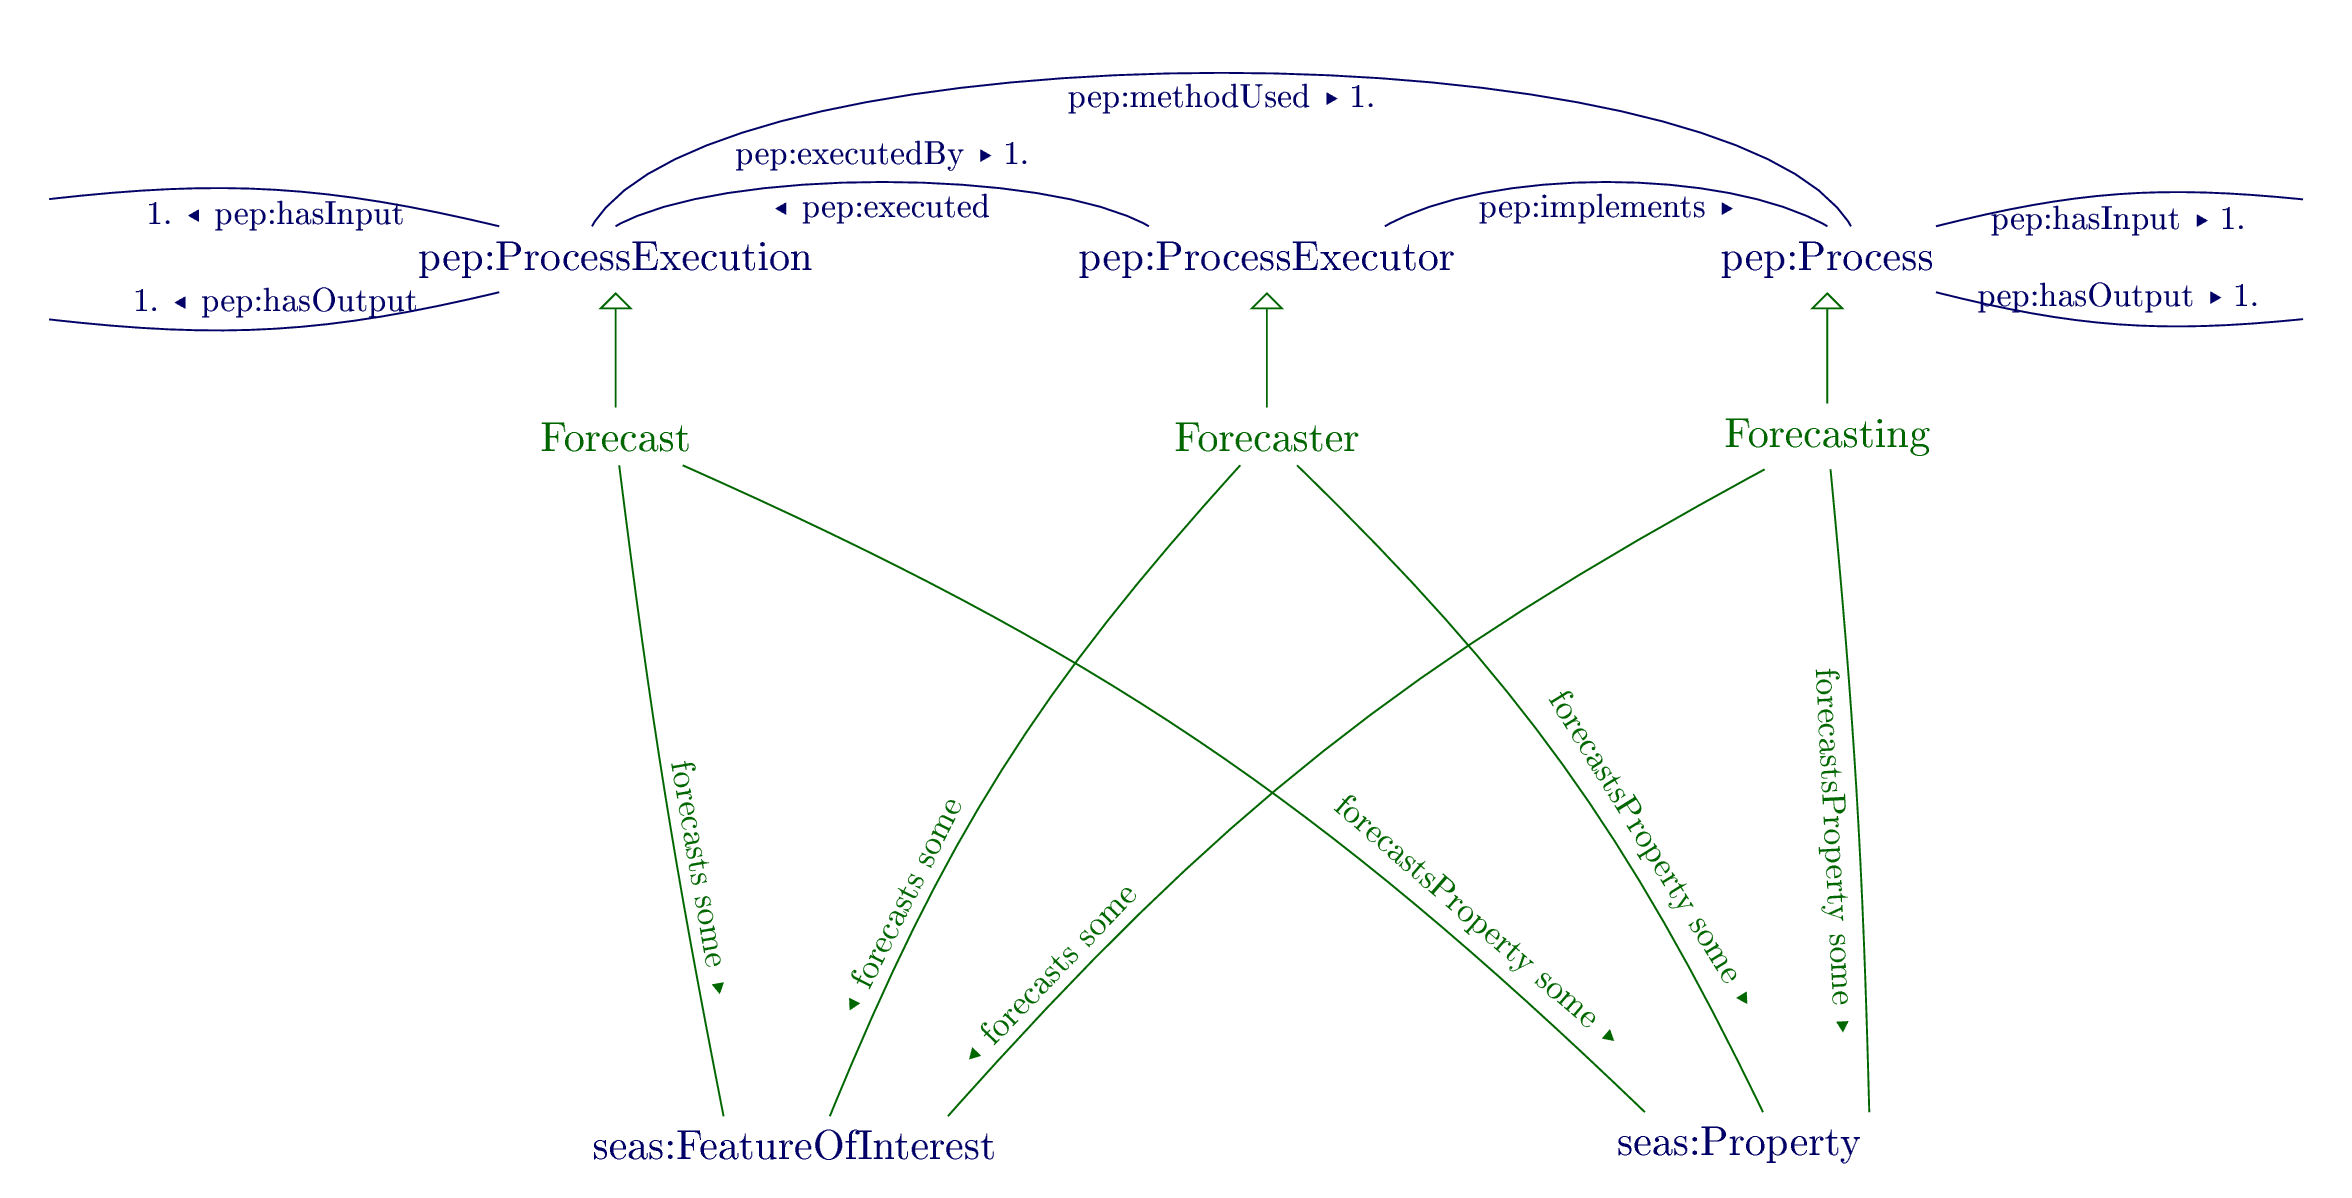 pep:methodUsed ▸ 1.
pep:executedBy ▸ 1.
1. ◂ pep:hasInput
◂ pep:executed
pep:implements ▸
pep:hasInput ▸ 1.
pep:ProcessExecution
pep:ProcessExecutor
pep:Process
1. ◂ pep:hasOutput
pep:hasOutput ▸ 1.
Forecast
Forecaster
Forecasting
forecasts some ▸
◂ forecasts some
◂ forecasts some
forecastsProperty some ▸
forecastsProperty some ▸
forecastsProperty some ▸
seas:FeatureOfInterest
seas:Property